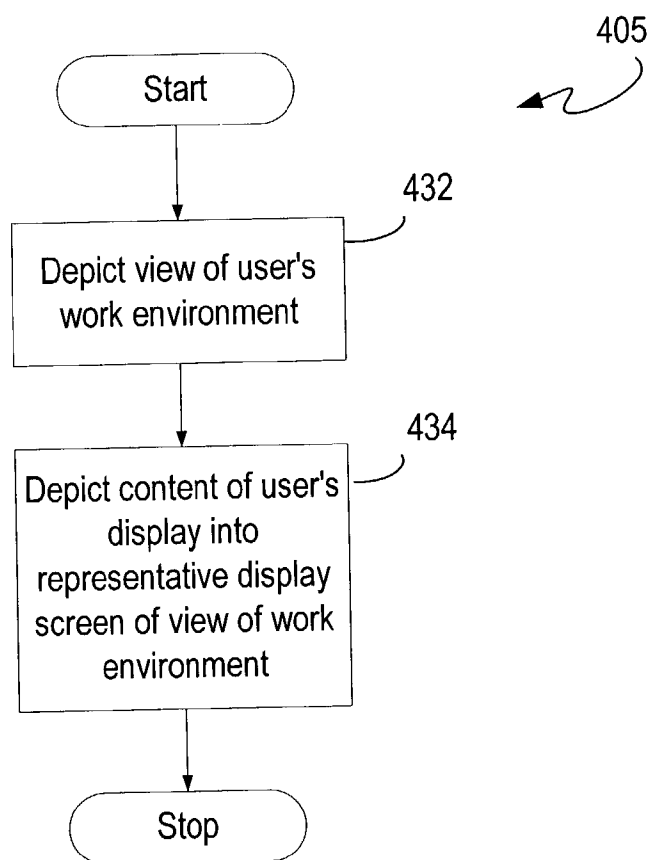 405
Start
432
Depict view of user's
work environment
434
Depict content of user's
display into
representative display
screen of view of work
environment
Stop